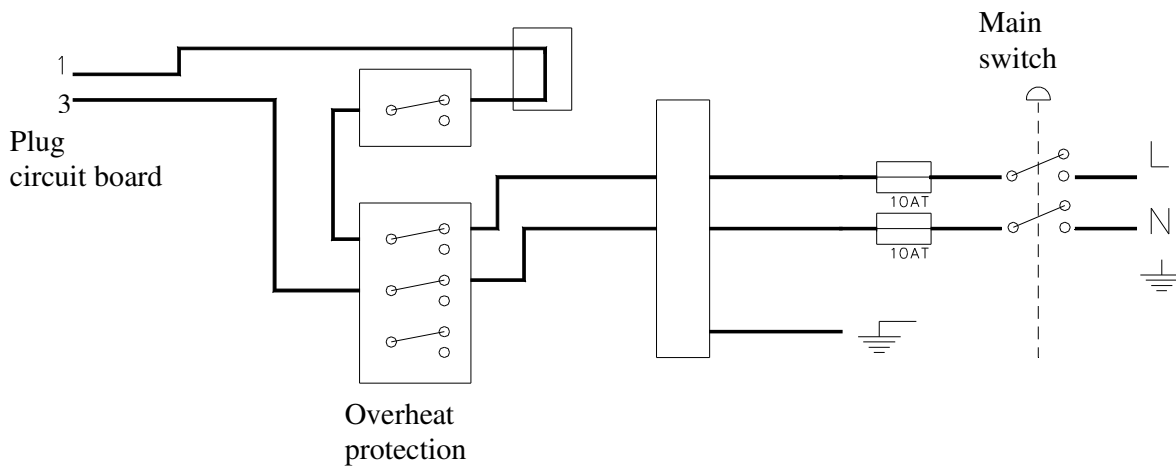 Main
switch
1
3
Plug
circuit board
L
10AT
N
10AT
Overheat
protection